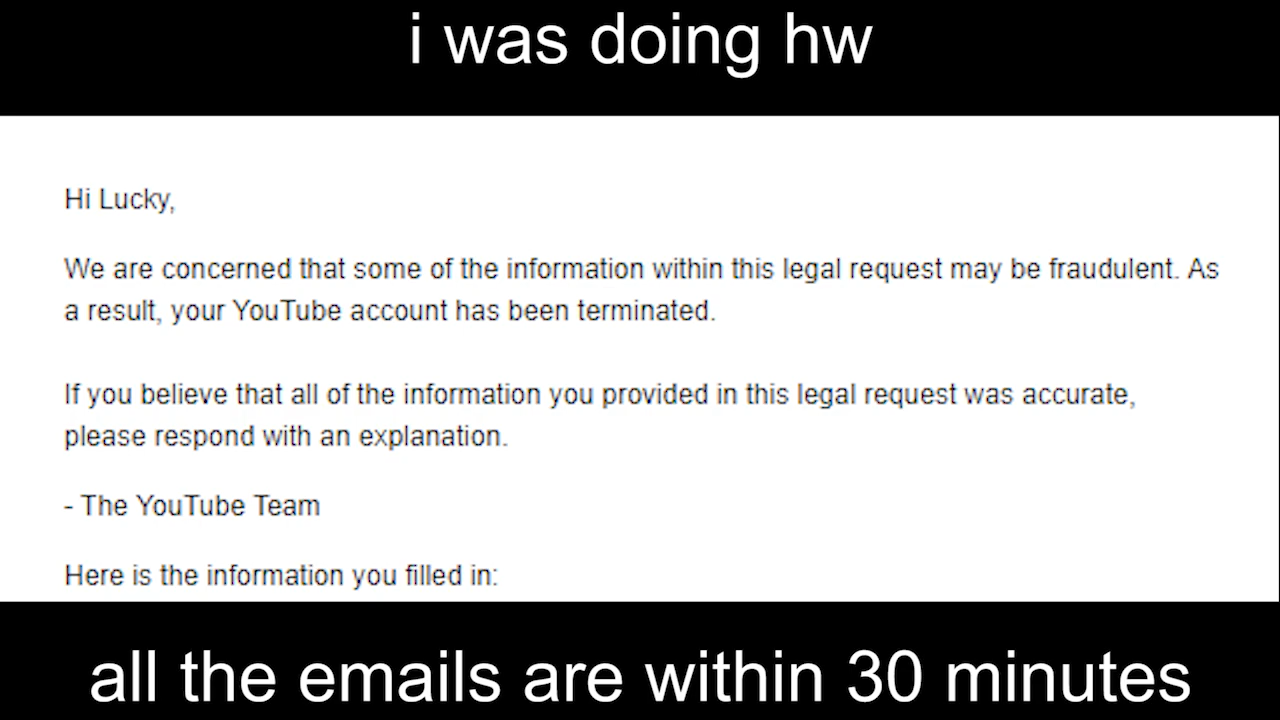 i was doing hw
Hi Lucky,
We are concerned that some of the information within this legal request may be fraudulent. As
a result, your YouTube account has been terminated.
If you believe that all of the information you provided in this legal request was accurate,
please respond with an explanation.
- The YouTube Team
Here is the information you filled in:
all the emails are within 30 minutes